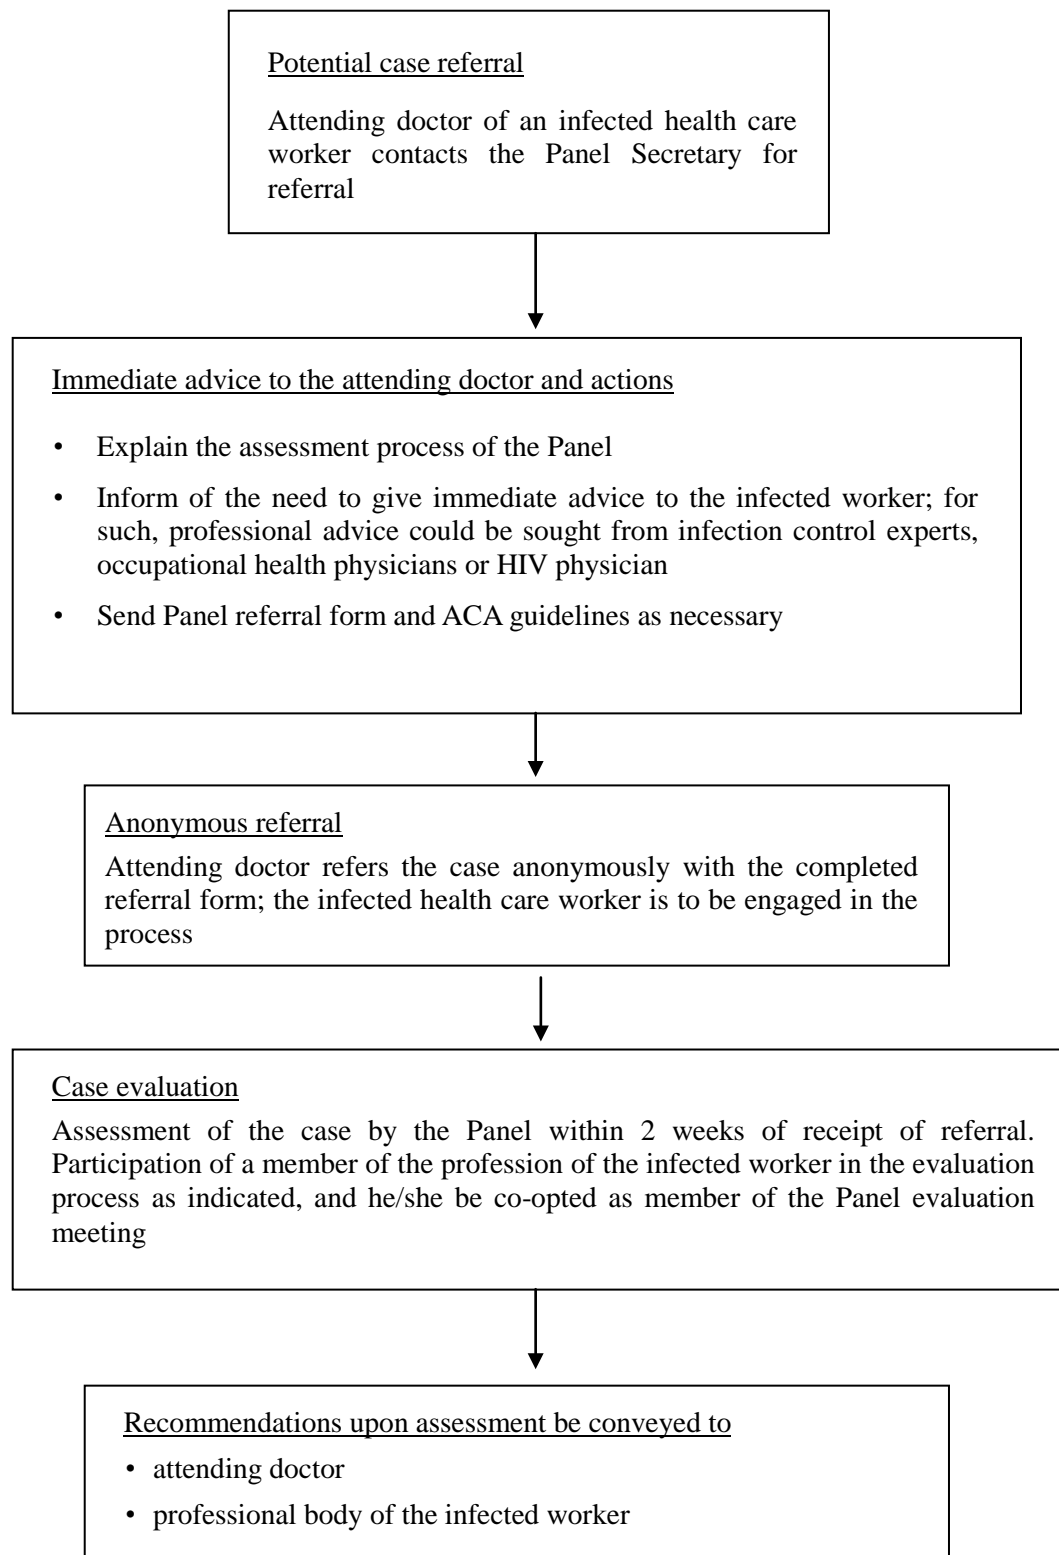 Potential case referral
Attending doctor of an infected health care
worker contacts the Panel Secretary for
referral
Immediate advice to the attending doctor and actions
• Explain the assessment process of the Panel
• Inform of the need to give immediate advice to the infected worker; for
such, professional advice could be sought from infection control experts,
occupational health physicians or HIV physician
• Send Panel referral form and ACA guidelines as necessary
Anonymous referral
Attending doctor refers the case anonymously with the completed
referral form; the infected health care worker is to be engaged in the
process
Case evaluation
Assessment of the case by the Panel within 2 weeks of receipt of referral.
Participation of a member of the profession of the infected worker in the evaluation
process as indicated, and he/she be co-opted as member of the Panel evaluation
meeting
Recommendations upon assessment be conveyed to
• attending doctor
• professional body of the infected worker